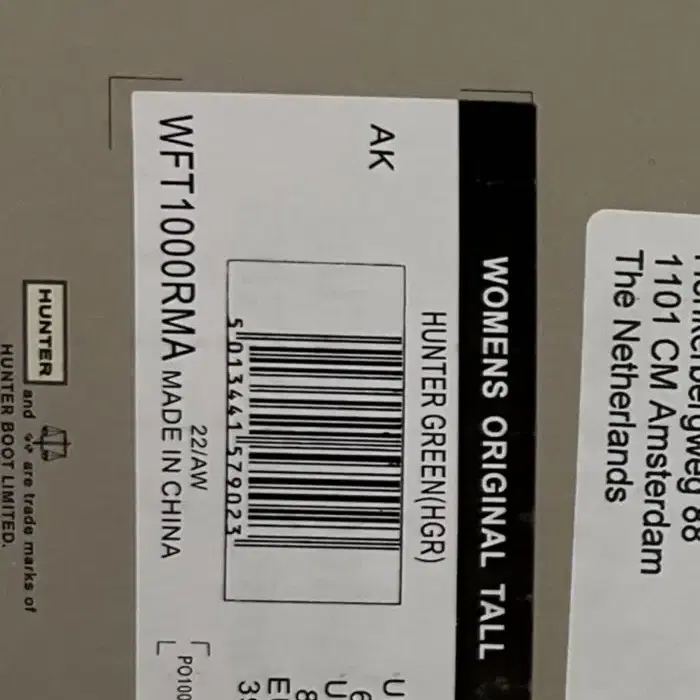 1101 CM Amsterdam
The Netherlands
WOMENS ORIGINAL TALL
HUNTER GREEN(HGR)
AK
5 013441 579023
22/AW
WFT1000RMA MADE IN CHINA
HUNTER
and are trade marks of
HUNTER BOOT LIMITED.